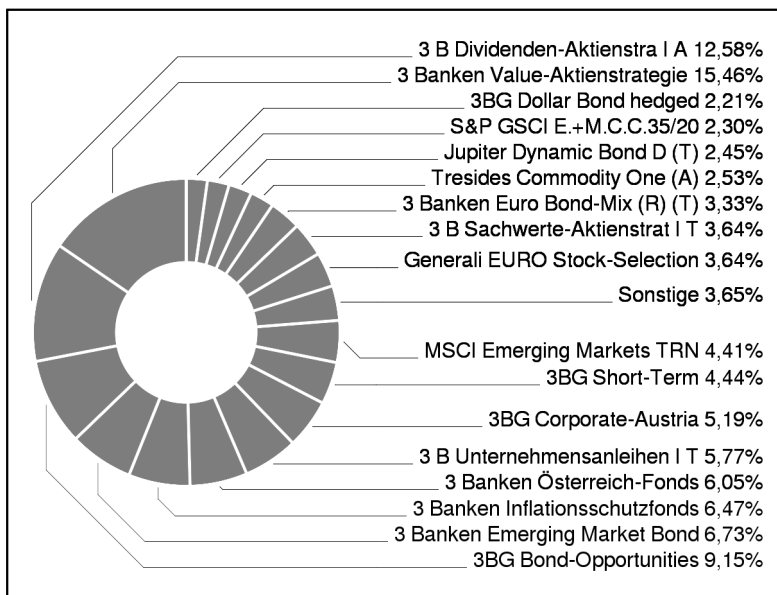 3 B Dividenden-Aktienstra I A 12,58%
3 Banken Value-Aktienstrategie 15,46%
3BG Dollar Bond hedged 2,21%
S&P GSCI E.+M.C.C.35/20 2,30%
Jupiter Dynamic Bond D (T) 2,45%
Tresides Commodity One (A) 2,53%
3 Banken Euro Bond-Mix (R) (T) 3,33%
3 B Sachwerte-Aktienstrat I T 3,64%
Generali EURO Stock-Selection 3,64%
Sonstige 3,65%
MSCI Emerging Markets TRN 4,41%
3BG Short-Term 4,44%
3BG Corporate-Austria 5,19%
3 B Unternehmensanleihen I T 5,77%
3 Banken Österreich-Fonds 6,05%
3 Banken Inflationsschutzfonds 6,47%
3 Banken Emerging Market Bond 6,73%
3BG Bond-Opportunities 9,15%